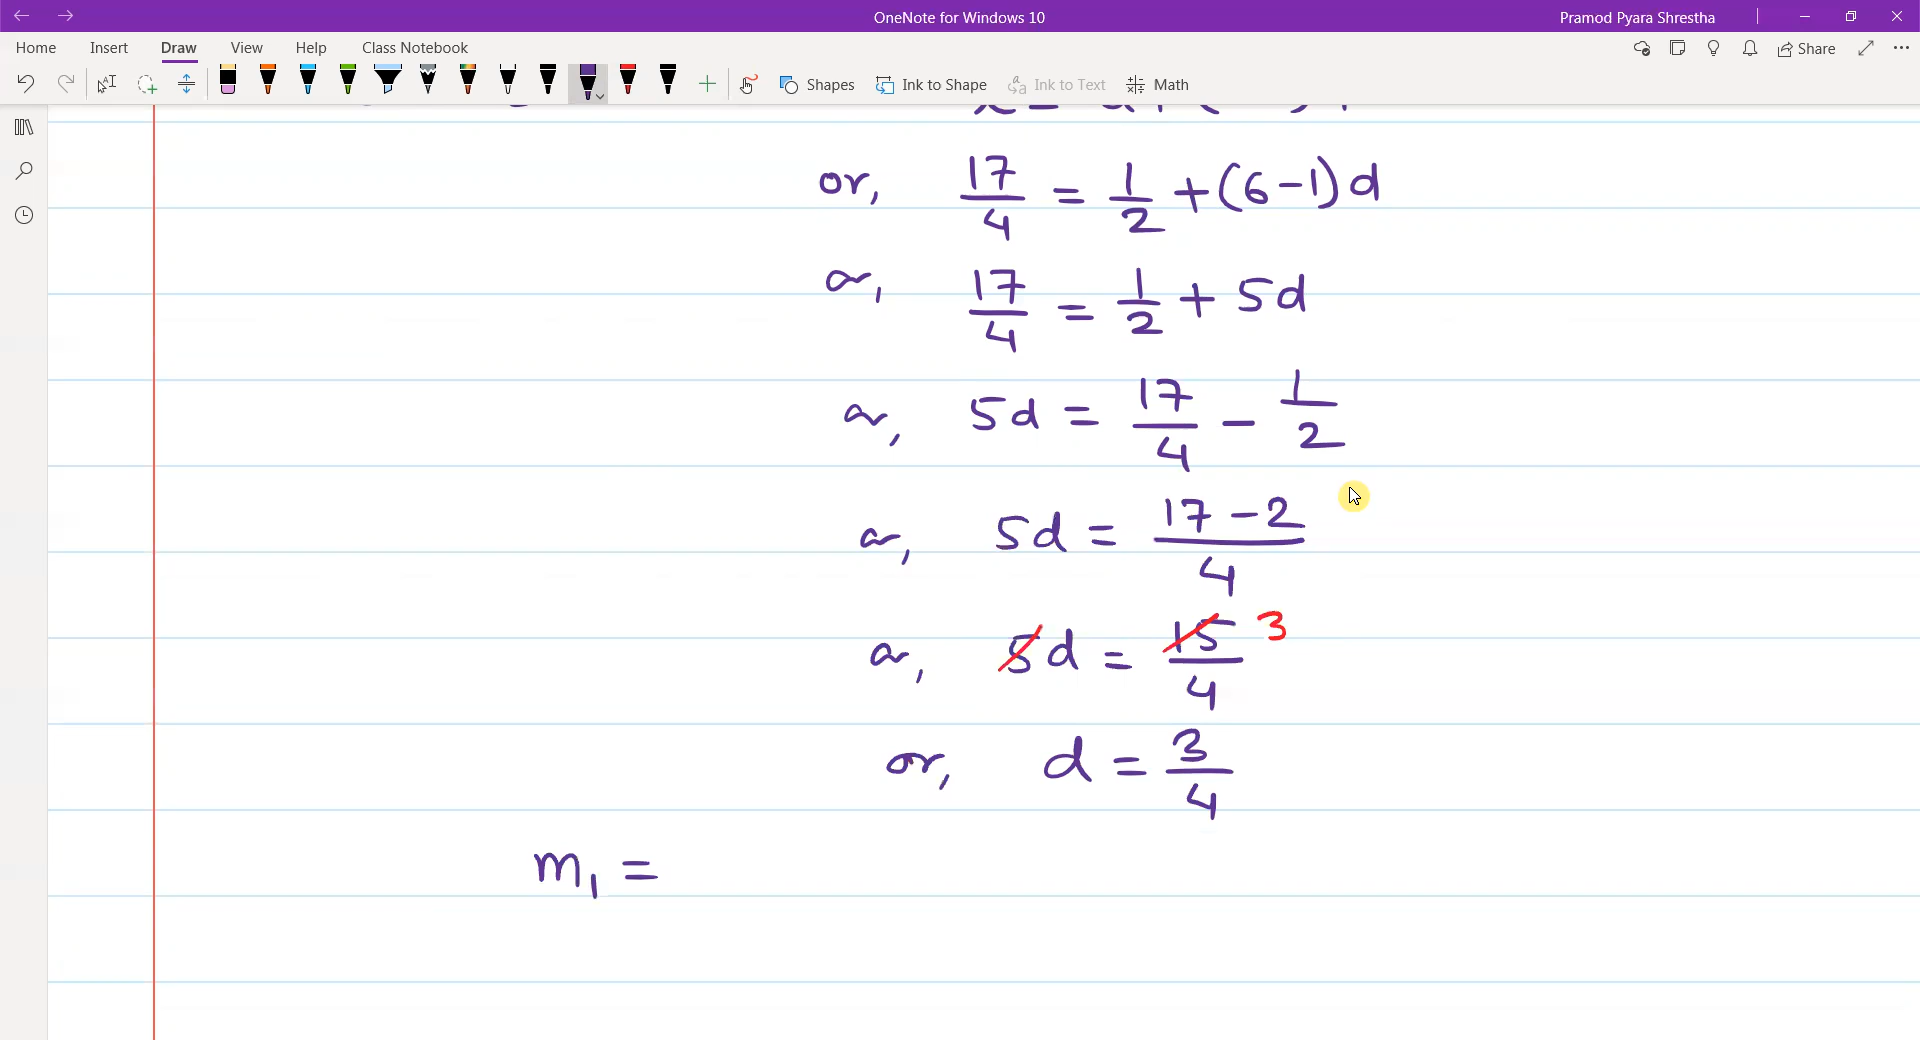 OneNote for Windows 10
Pramod Pyara Shrestha
Home Insert Draw View Help Class Notebook
Share
Shapes Ink to Shape Ink to Text Math
or, 17/4 = 1/2 + (6-1)d
or, 17/4 = 1/2 + 5d
or, 5d = 17/4 - 1/2
or, 5d = 17-2/4
or, 5d = 15/4 3
or, d = 3/4
m₁ =